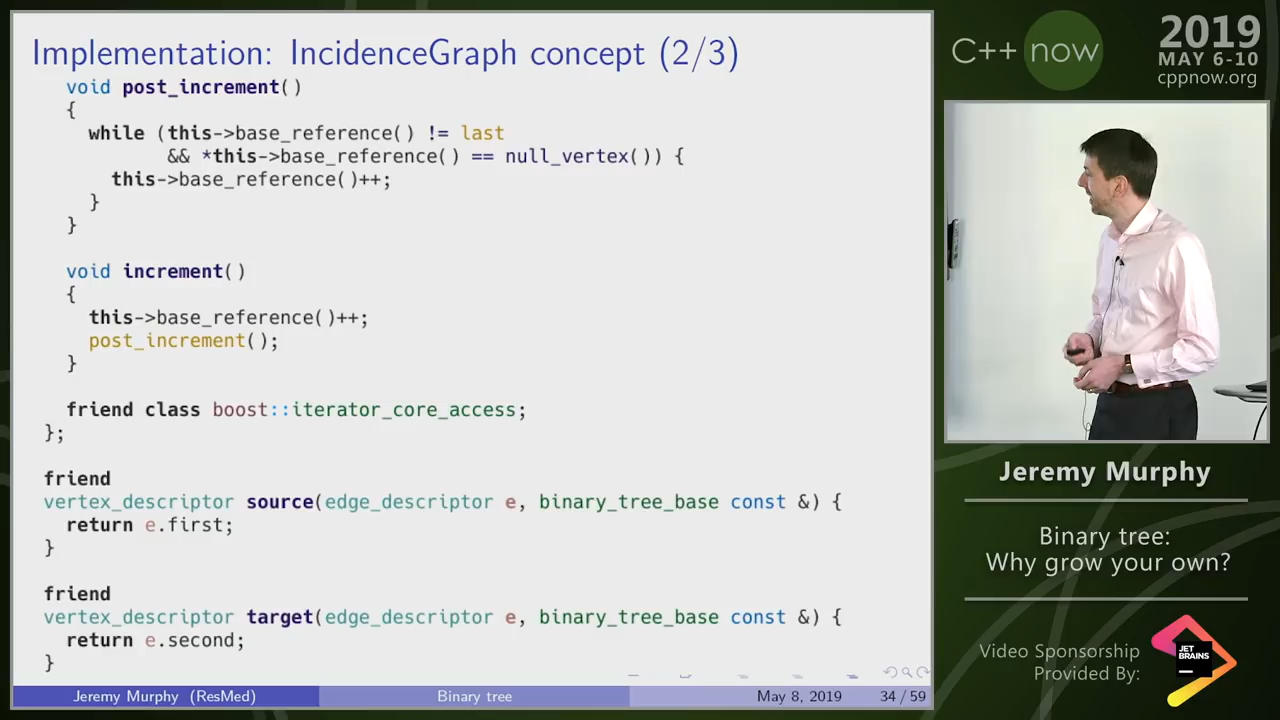 Implementation: IncidenceGraph concept (2/3)
void post_increment()
{
while (this->base_reference() != last
&& *this->base_reference() == null_vertex()) {
this->base_reference()++;
}
}
void increment()
{
this->base_reference()++;
post_increment();
}
friend class boost::iterator_core_access;
};
friend
vertex_descriptor source(edge_descriptor e, binary_tree_base const &) {
return e.first;
}
friend
vertex_descriptor target(edge_descriptor e, binary_tree_base const &) {
return e.second;
}
Jeremy Murphy (ResMed)
Binary tree
May 8, 2019
34 / 59
C++ now
2019
MAY 6-10
cppnow.org
Jeremy Murphy
Binary tree:
Why grow your own?
Video Sponsorship
Provided By:
JET
BRAINS